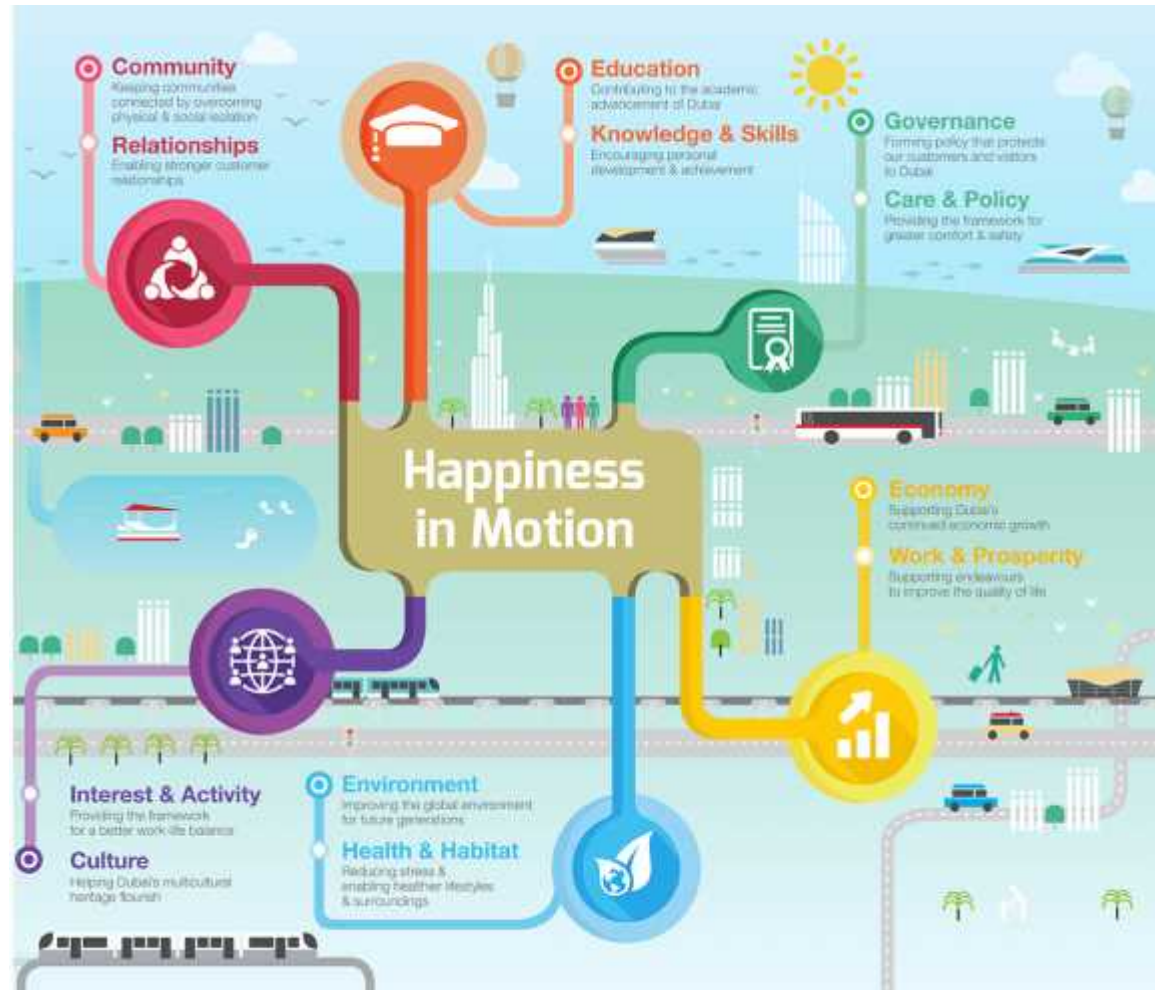 Community
Keeping communities
connected by overcoming
physical & social isolation
Relationships
Enabling stronger customer
relationships
Education
Contributing to the academic
advancement of Dubai
Knowledge & Skills
Encouraging personal
development & achievement
Governance
Forming policy that protects
our customers and visitors
to Dubai
Care & Policy
Providing the framework for
greater comfort & safety
Happiness
in Motion
Economy
Supporting Dubai's
continued economic growth
Work & Prosperity
Supporting endeavours
to improve the quality of life
Interest & Activity
Providing the framework
for a better work-life balance
Culture
Helping Dubai's multicultural
heritage flourish
Environment
Improving the global environment
for future generations
Health & Habitat
Reducing stress &
enabling healthier lifestyles
& surroundings